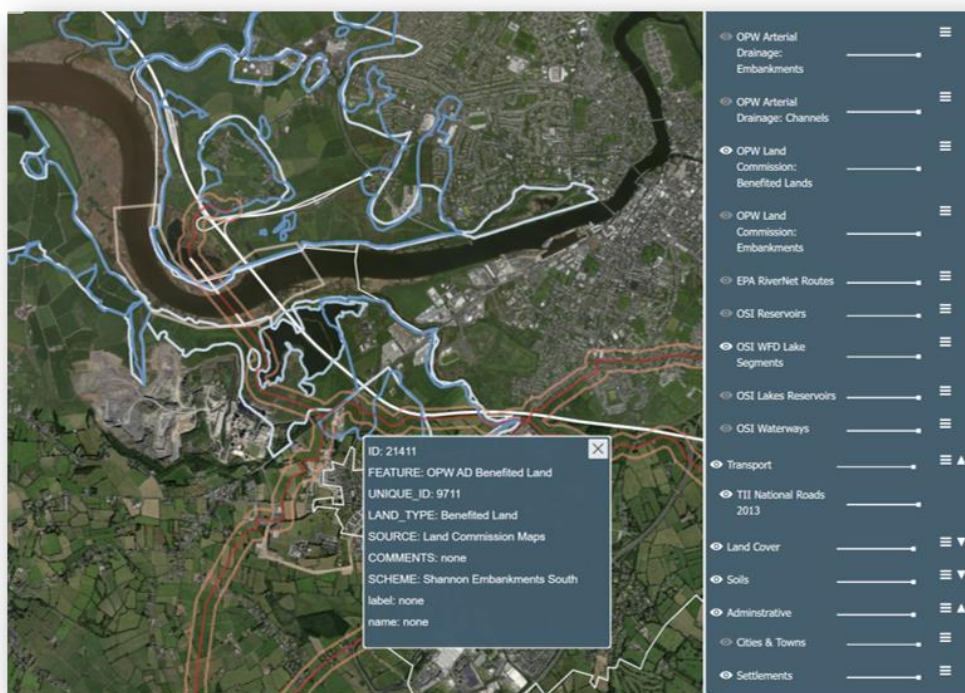 OPW Arterial
Drainage:
Embankments
OPW Arterial
Drainage: Channels
OPW Land
Commission:
Benefited Lands
OPW Land
Commission:
Embankments
EPA RiverNet Routes
OSI Reservoirs
OSI WFD Lake
Segments
OSI Lakes Reservoirs
OSI Waterways
Transport
TII National Roads
2013
Land Cover
Soils
Adminstrative
Cities & Towns
Settlements
ID: 21411
FEATURE: OPW AD Benefited Land
UNIQUE_ID: 9711
LAND_TYPE: Benefited Land
SOURCE: Land Commission Maps
COMMENTS: none
SCHEME: Shannon Embankments South
label: none
name: none